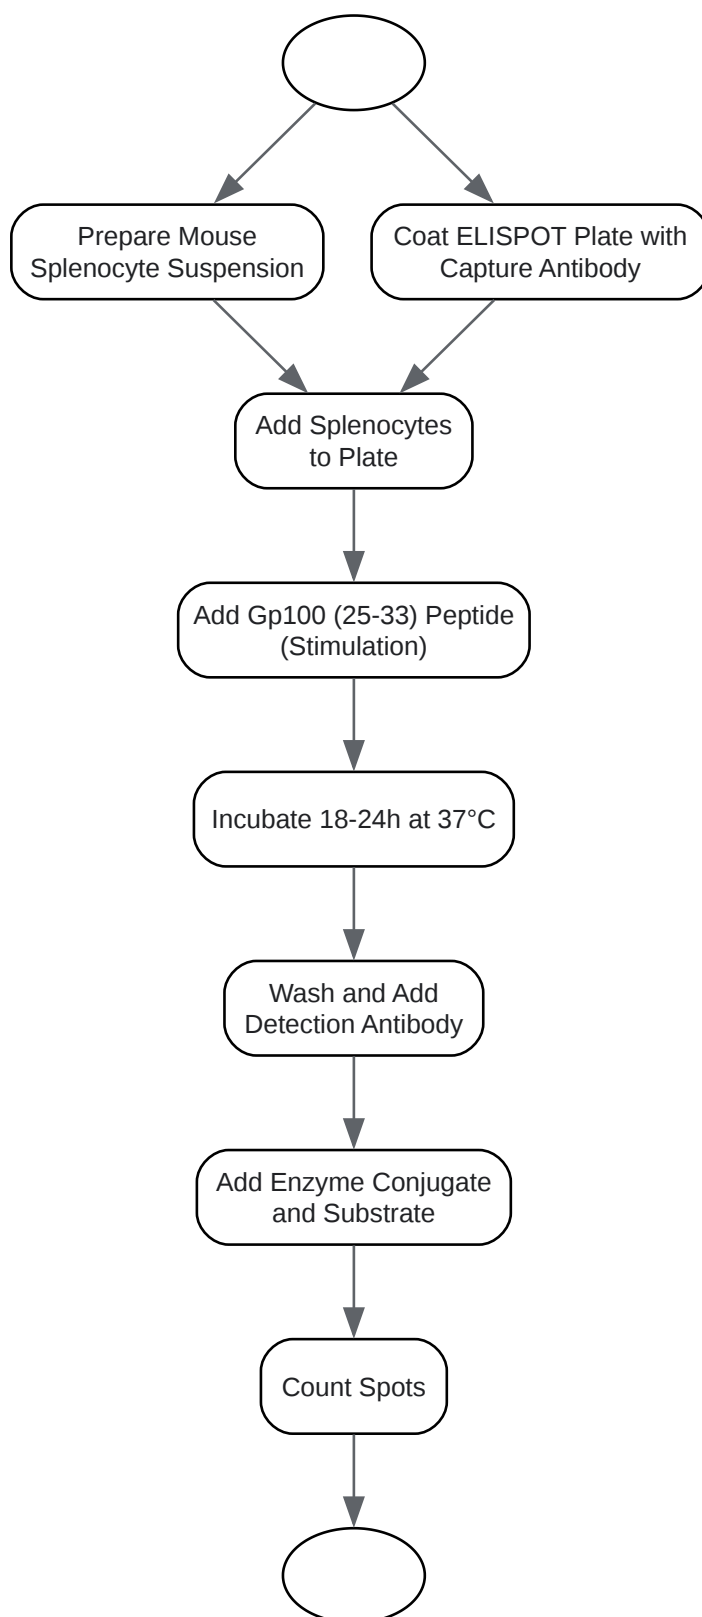 Prepare Mouse
Splenocyte Suspension
Coat ELISPOT Plate with
Capture Antibody
Add Splenocytes
to Plate
Add Gp100 (25-33) Peptide
(Stimulation)
Incubate 18-24h at 37°C
Wash and Add
Detection Antibody
Add Enzyme Conjugate
and Substrate
Count Spots